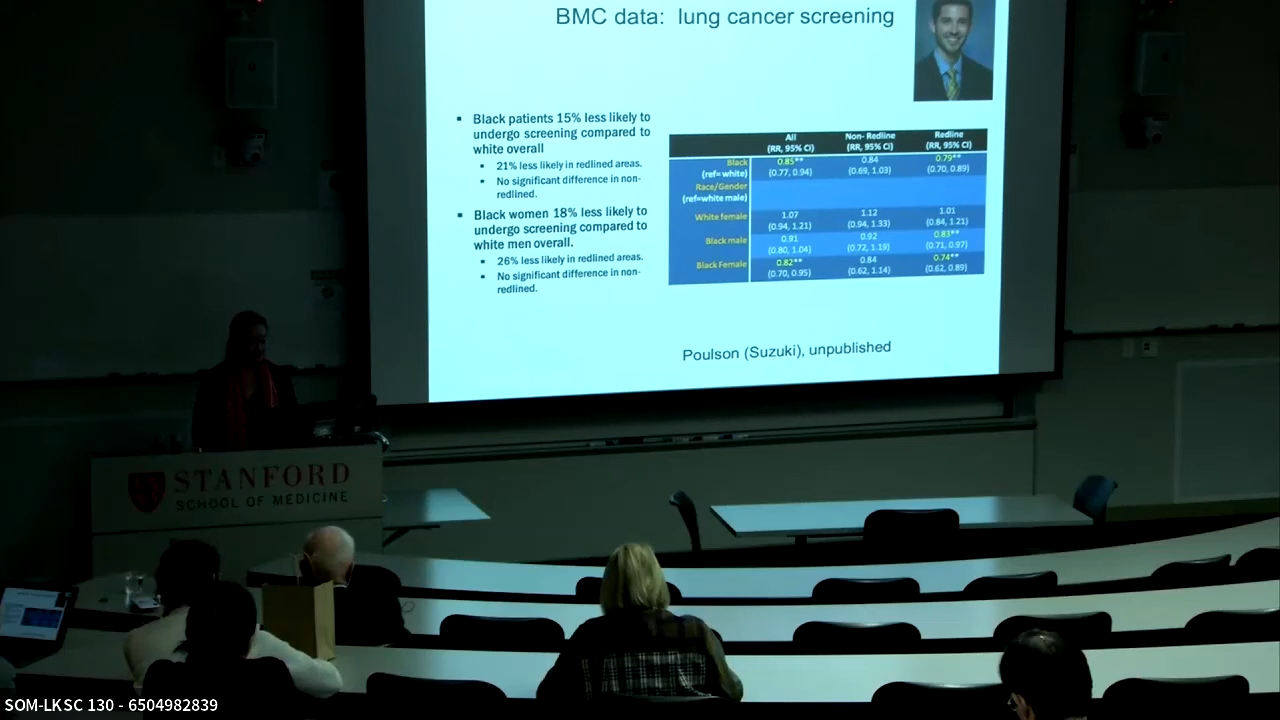 BMC data: lung cancer screening
▪ Black patients 15% less likely to
undergo screening compared to
white overall
▪ 21% less likely in redlined areas.
▪ No significant difference in non-
redlined.
▪ Black women 18% less likely to
undergo screening compared to
white men overall.
▪ 26% less likely in redlined areas.
▪ No significant difference in non-
redlined.
All Non- Redline Redline
(RR, 95% CI) (RR, 95% CI) (RR, 95% CI)
Black 0.85** 0.84 0.79**
(ref= white) (0.77, 0.94) (0.69, 1.03) (0.70, 0.89)
Race/Gender
(ref=white male)
White female 1.07 1.12 1.01
(0.94, 1.21) (0.94, 1.33) (0.84, 1.21)
Black male 0.91 0.92 0.83**
(0.80, 1.04) (0.72, 1.19) (0.71, 0.97)
Black Female 0.82** 0.84 0.74**
(0.70, 0.95) (0.62, 1.14) (0.62, 0.89)
Poulson (Suzuki), unpublished
STANFORD
SCHOOL OF MEDICINE
SOM-LKSC 130 - 6504982839